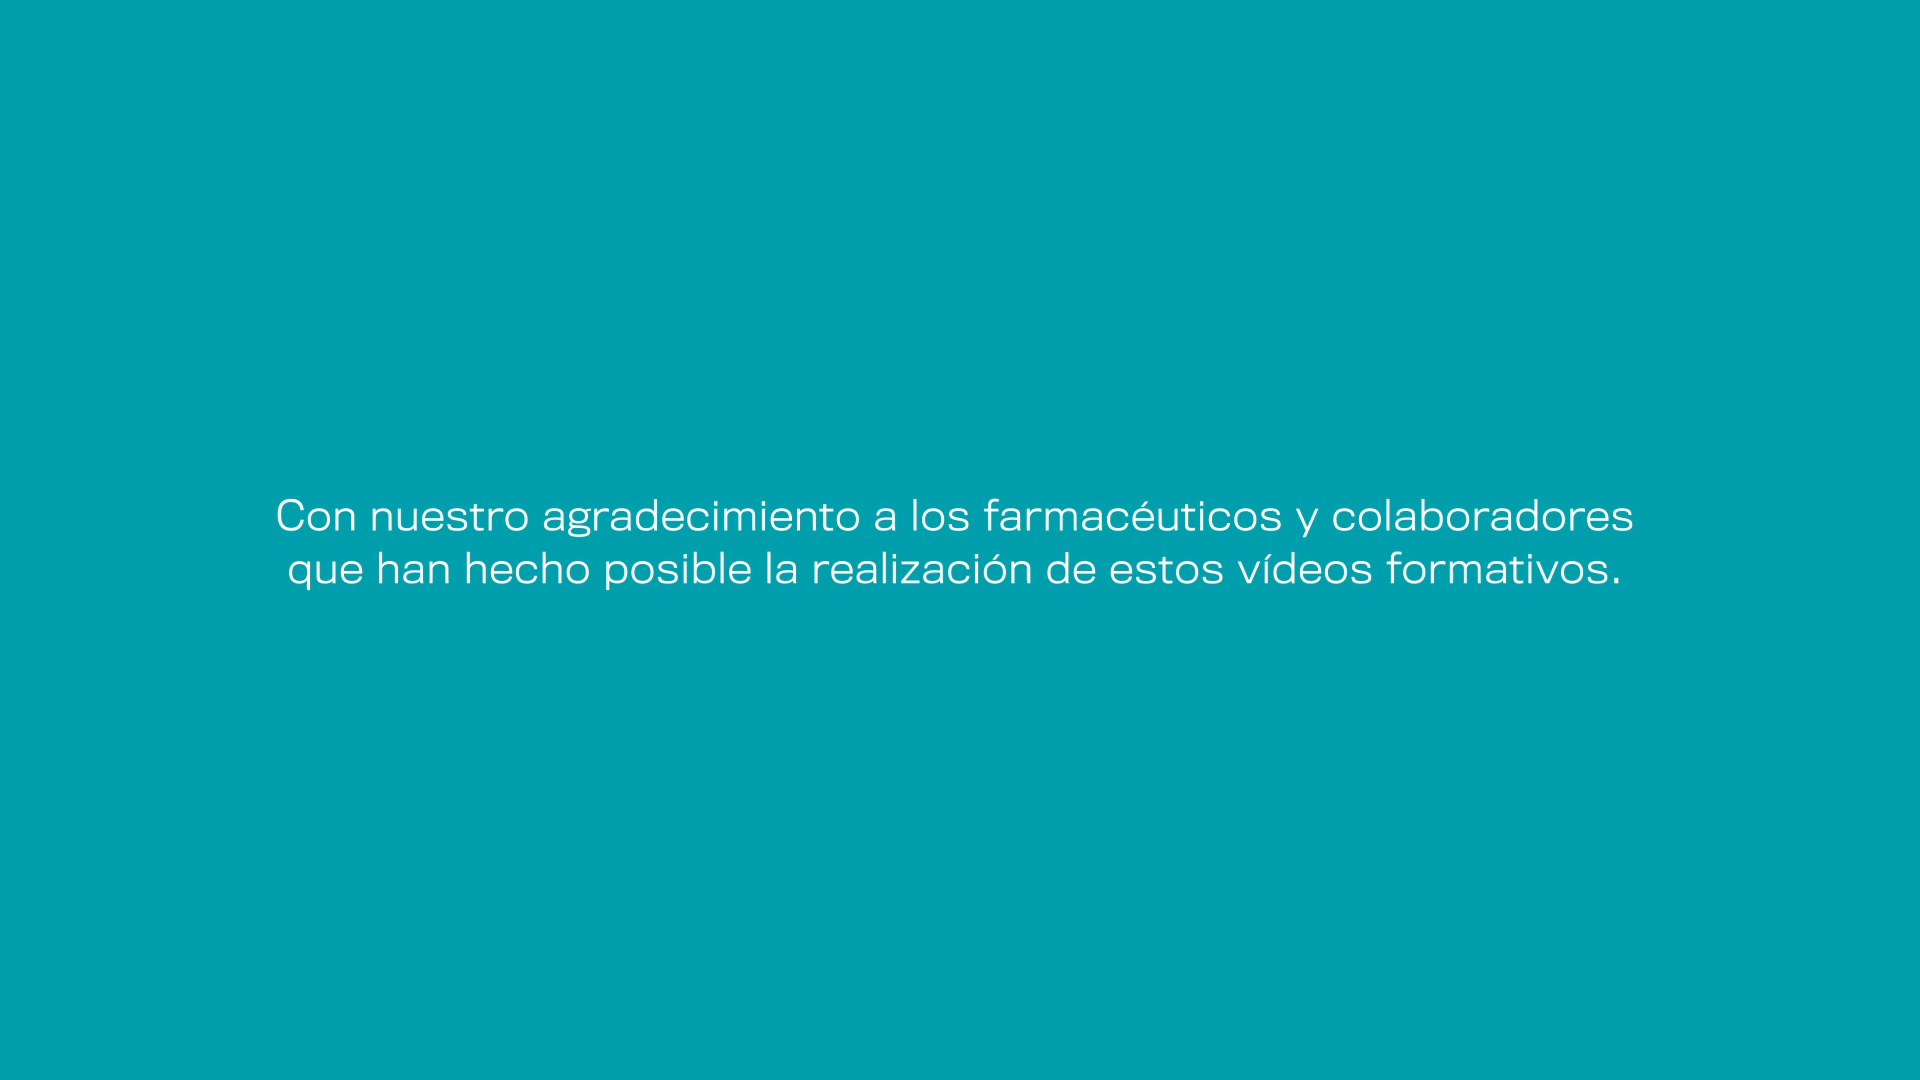 Con nuestro agradecimiento a los farmacéuticos y colaboradores
que han hecho posible la realización de estos vídeos formativos.